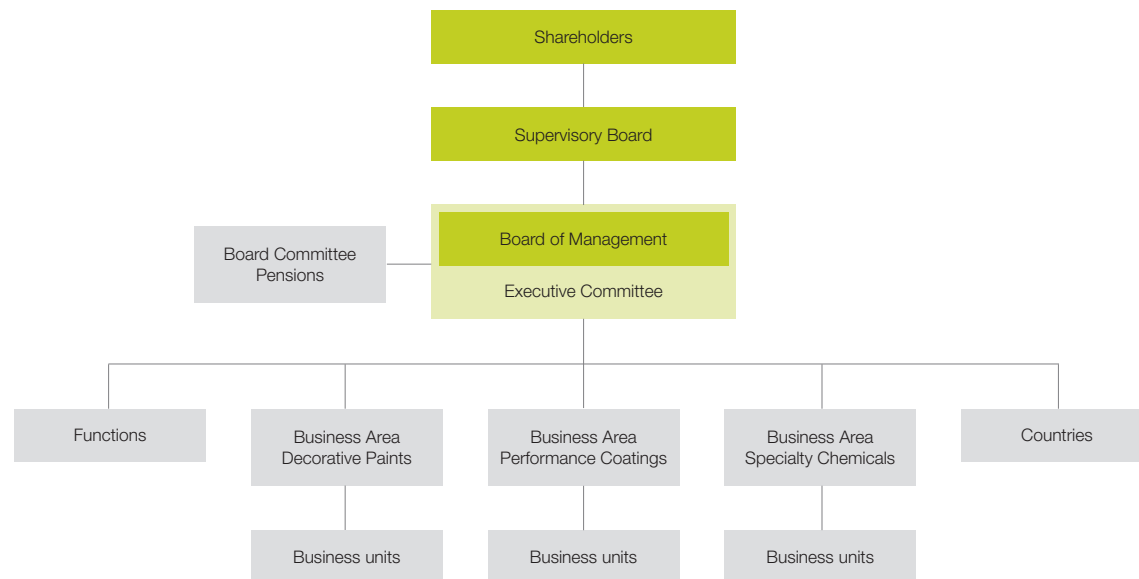 Shareholders
Supervisory Board
Board of Management
Board Committee
Pensions
Executive Committee
Functions
Business Area
Decorative Paints
Business Area
Performance Coatings
Business Area
Specialty Chemicals
Countries
Business units
Business units
Business units